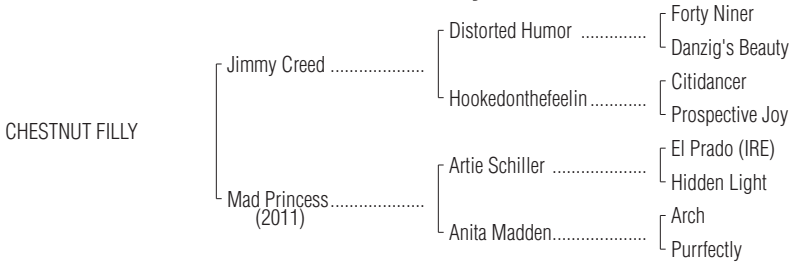 Forty Niner
Distorted Humor ..............
Danzig's Beauty
Jimmy Creed ....................
Citidancer
Hookedonthefeelin ............
Prospective Joy
CHESTNUT FILLY
El Prado (IRE)
Artie Schiller ....................
Hidden Light
Mad Princess ....................
(2011)
Arch
Anita Madden....................
Purrfectly